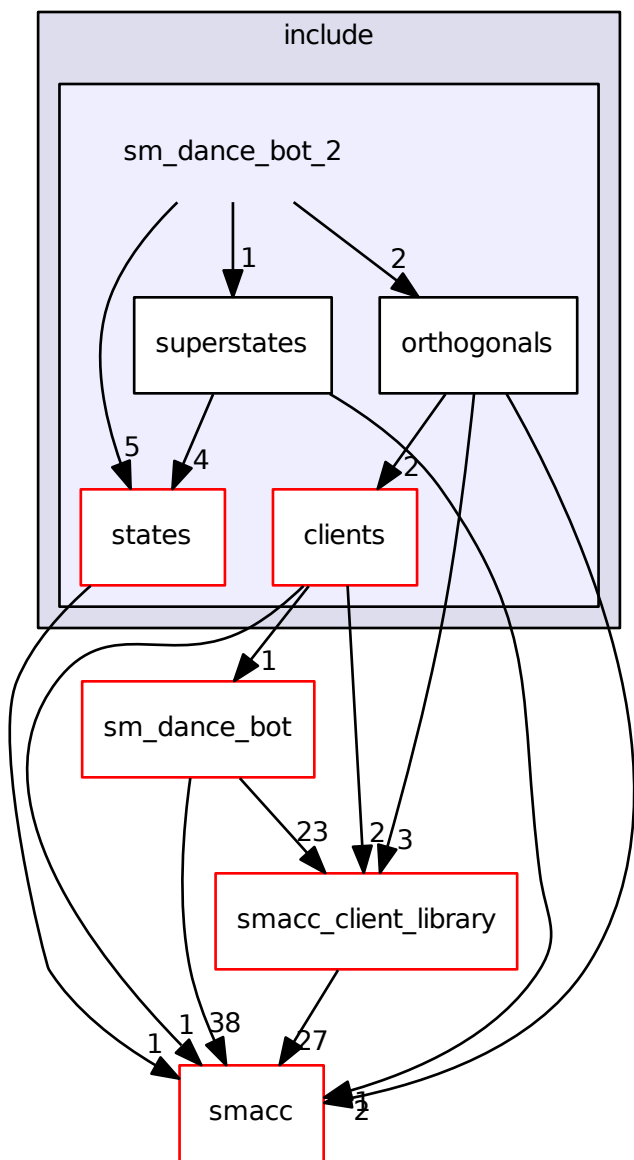 include
sm_dance_bot_2
1
2
superstates
orthogonals
5
4
2
states
clients
1
sm_dance_bot
23
2
3
smacc_client_library
1
1
38
27
1
2
smacc